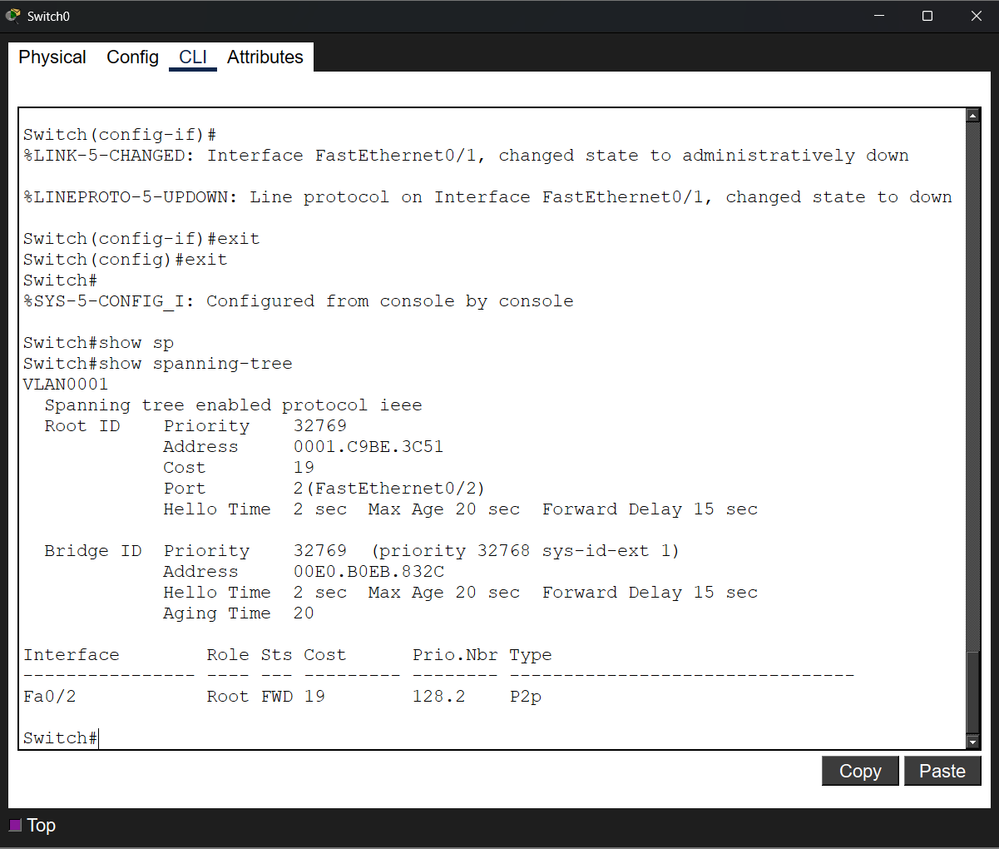 Switch0
Physical Config CLI Attributes
Switch(config-if)#
%LINK-5-CHANGED: Interface FastEthernet0/1, changed state to administratively down
%LINEPROTO-5-UPDOWN: Line protocol on Interface FastEthernet0/1, changed state to down
Switch(config-if)#exit
Switch(config)#exit
Switch#
%SYS-5-CONFIG_I: Configured from console by console
Switch#show sp
Switch#show spanning-tree
VLAN0001
  Spanning tree enabled protocol ieee
  Root ID    Priority    32769
             Address     0001.C9BE.3C51
             Cost        19
             Port        2(FastEthernet0/2)
             Hello Time  2 sec  Max Age 20 sec  Forward Delay 15 sec
  Bridge ID  Priority    32769  (priority 32768 sys-id-ext 1)
             Address     00E0.B0EB.832C
             Hello Time  2 sec  Max Age 20 sec  Forward Delay 15 sec
             Aging Time  20
Interface        Role Sts Cost      Prio.Nbr Type
---------------- ---- --- --------- -------- --------------------------------
Fa0/2            Root FWD 19        128.2    P2p
Switch#
Copy Paste
Top